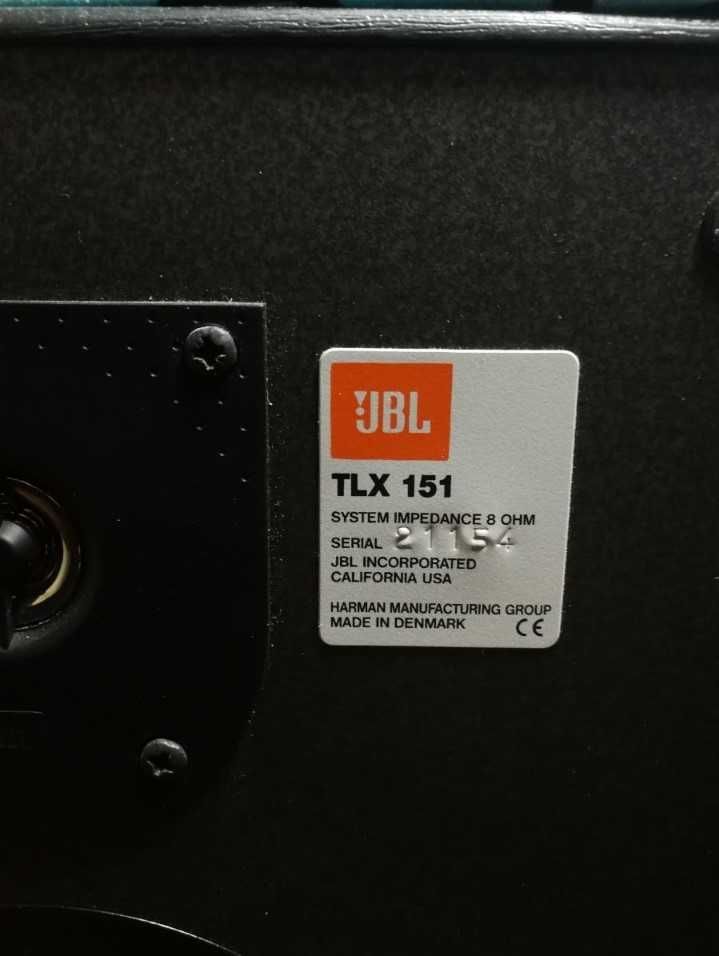 JBL
TLX 151
SYSTEM IMPEDANCE 8 OHM
SERIAL 21154
JBL INCORPORATED
CALIFORNIA USA
HARMAN MANUFACTURING GROUP
MADE IN DENMARK CE